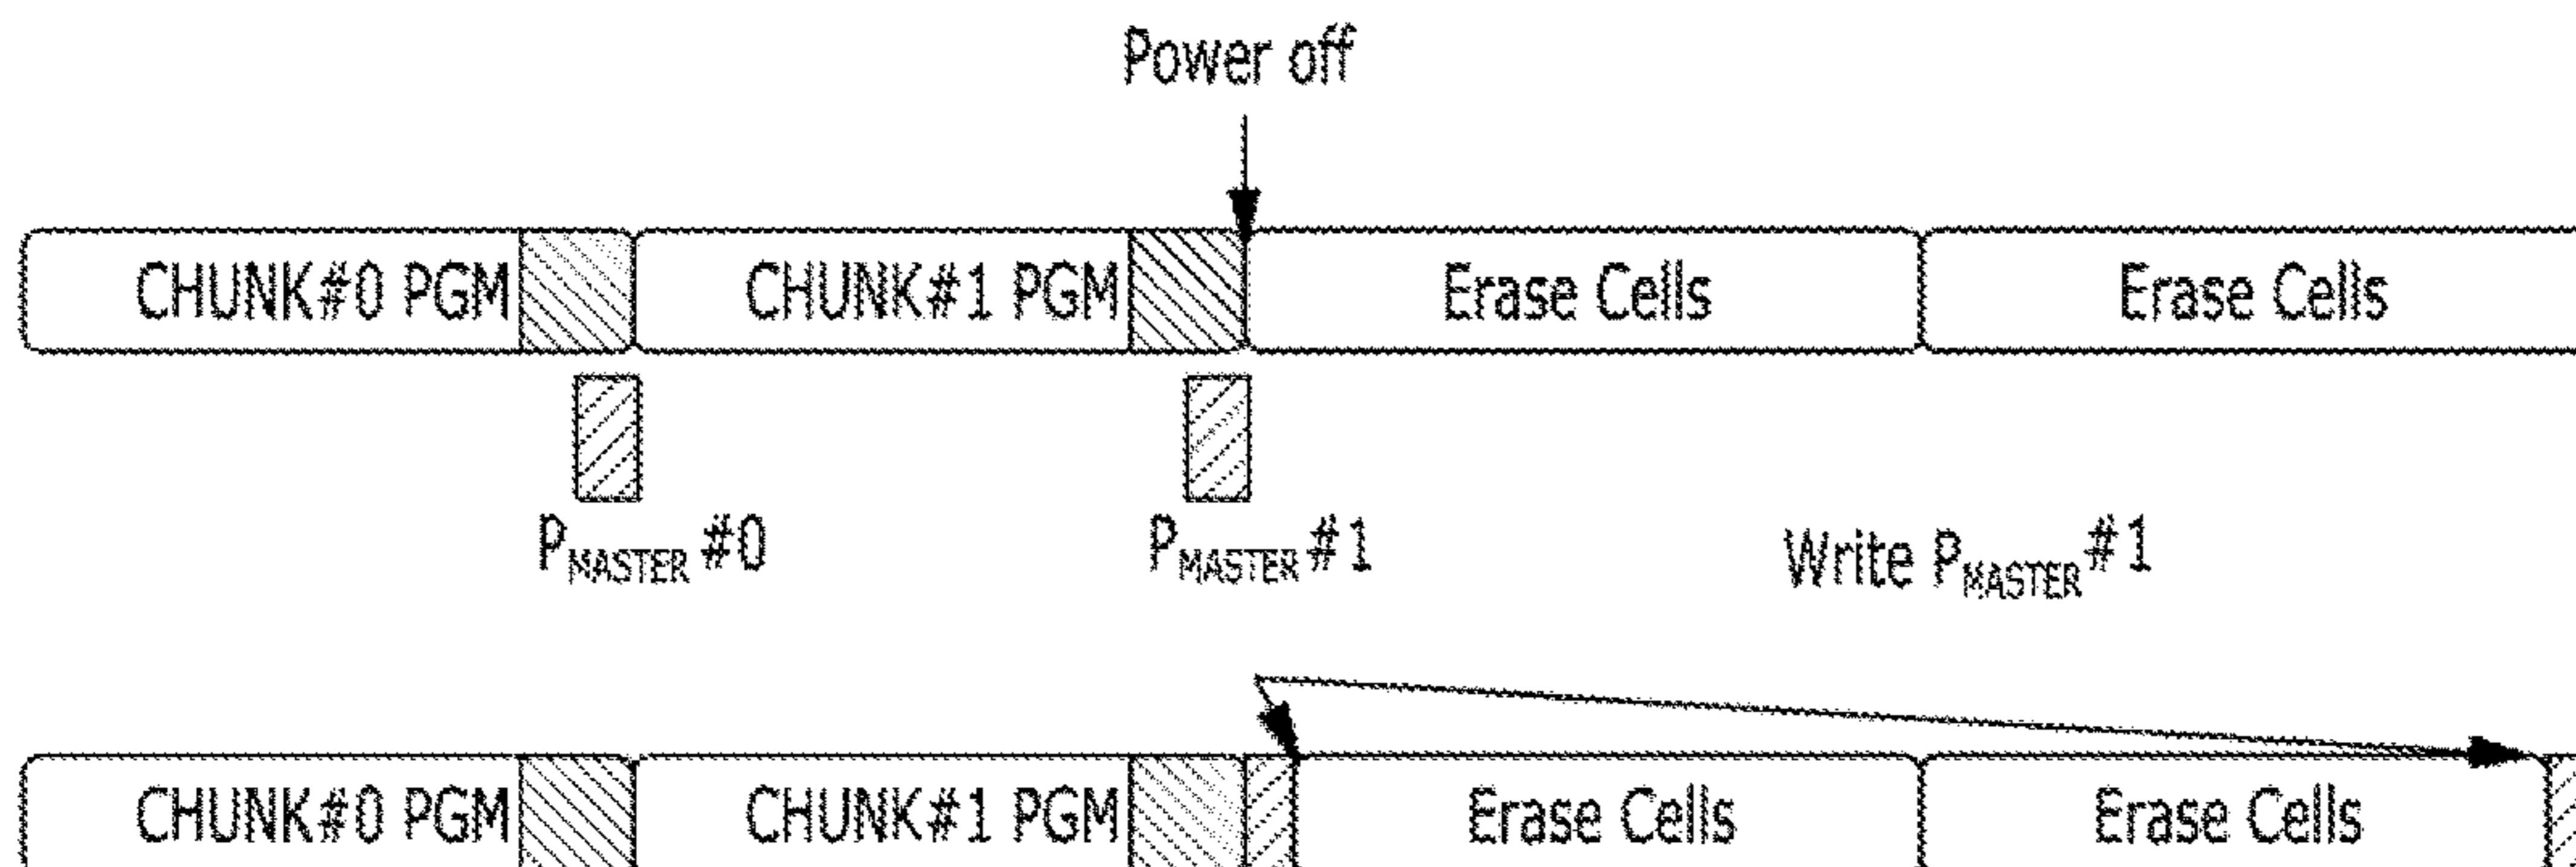 Power off
CHUNK#0 PGM CHUNK#1 PGM Erase Cells Erase Cells
PMASTER #0 PMASTER #1 Write PMASTER #1
CHUNK#0 PGM CHUNK#1 PGM Erase Cells Erase Cells